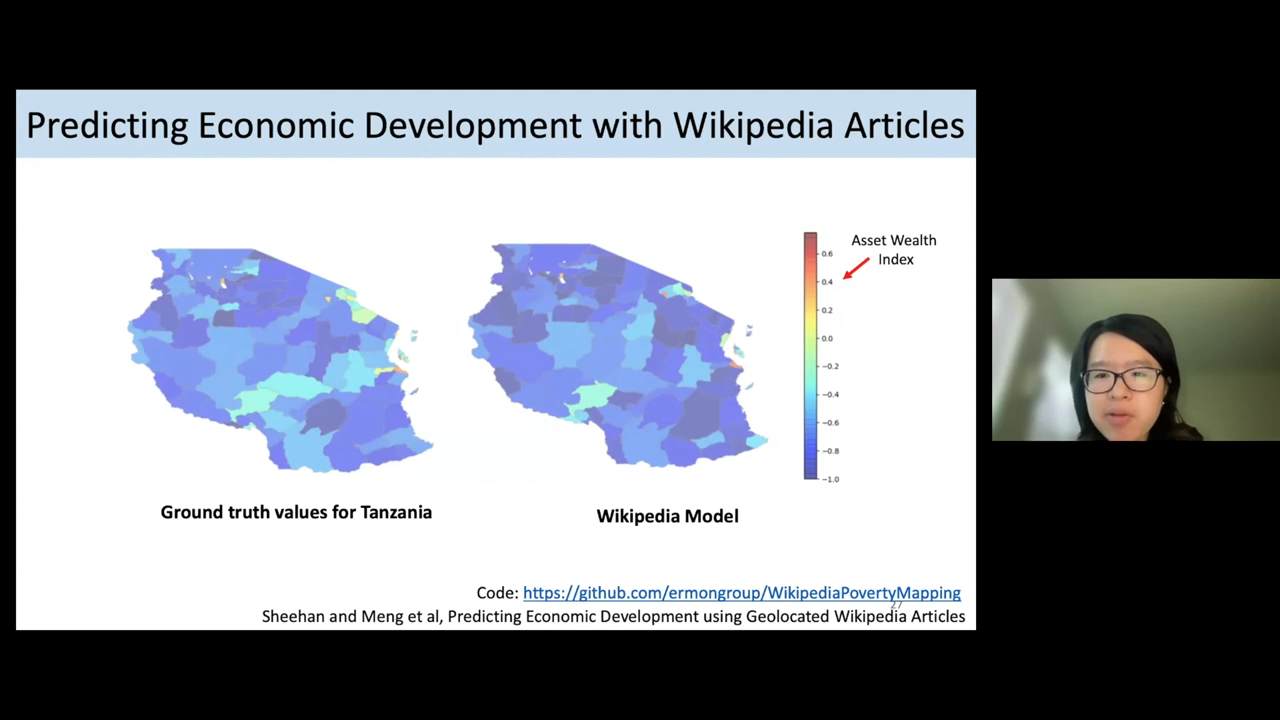 Predicting Economic Development with Wikipedia Articles
Asset Wealth
Index
0.6
0.4
0.2
0.0
−0.2
−0.4
−0.6
−0.8
−1.0
Ground truth values for Tanzania
Wikipedia Model
Code: https://github.com/ermongroup/WikipediaPovertyMapping
27
Sheehan and Meng et al, Predicting Economic Development using Geolocated Wikipedia Articles